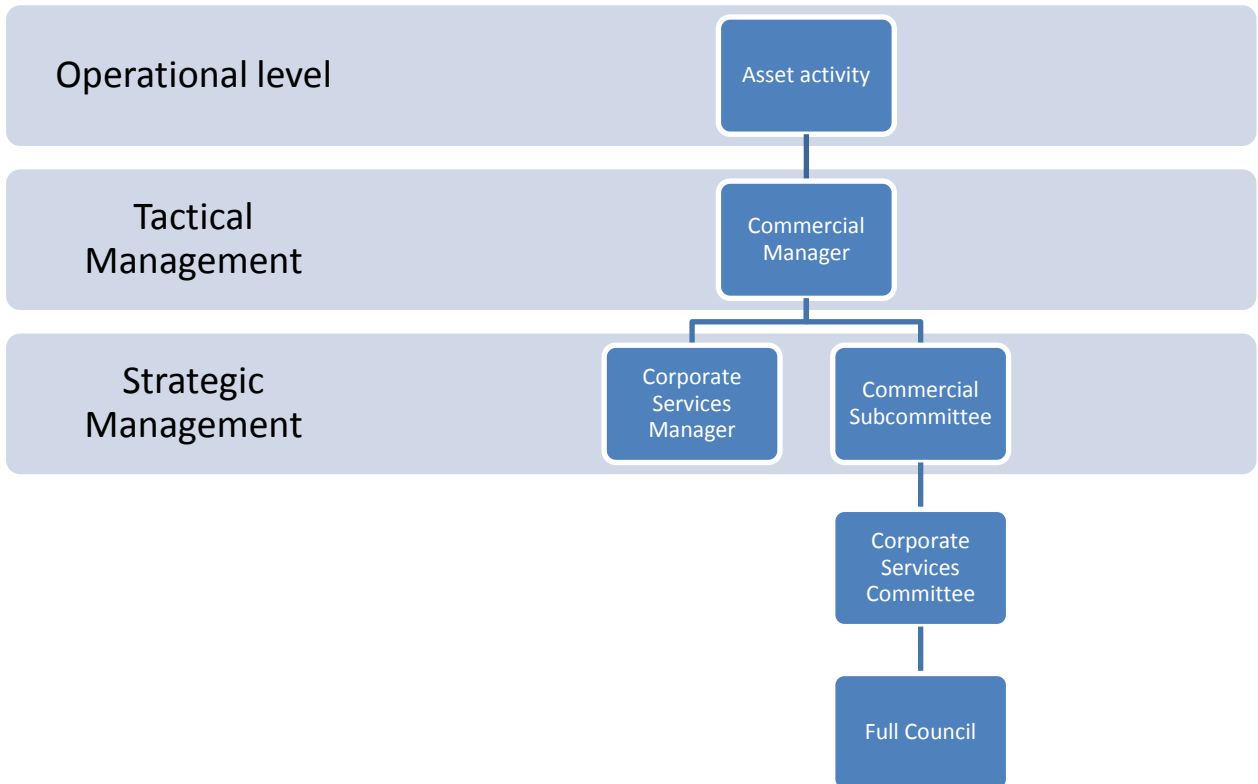 Operational level
Asset activity
Tactical
Management
Commercial
Manager
Strategic
Management
Corporate
Services
Manager
Commercial
Subcommittee
Corporate
Services
Committee
Full Council